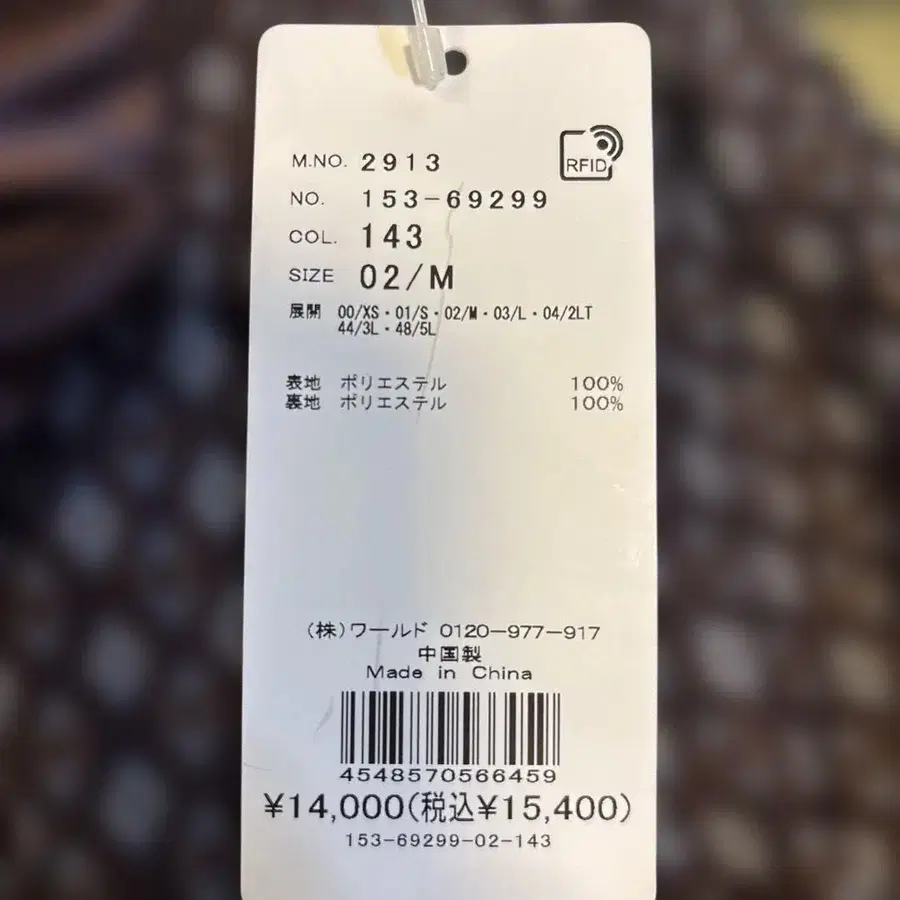 RFID
M.NO. 2913
NO. 153-69299
COL. 143
SIZE 02/M
展開 00/XS・01/S・02/M・03/L・04/2LT
44/3L・48/5L
表地 ポリエステル 100%
裏地 ポリエステル 100%
(株)ワールド 0120-977-917
中国製
Made in China
4548570566459
¥14,000(税込¥15,400)
153-69299-02-143